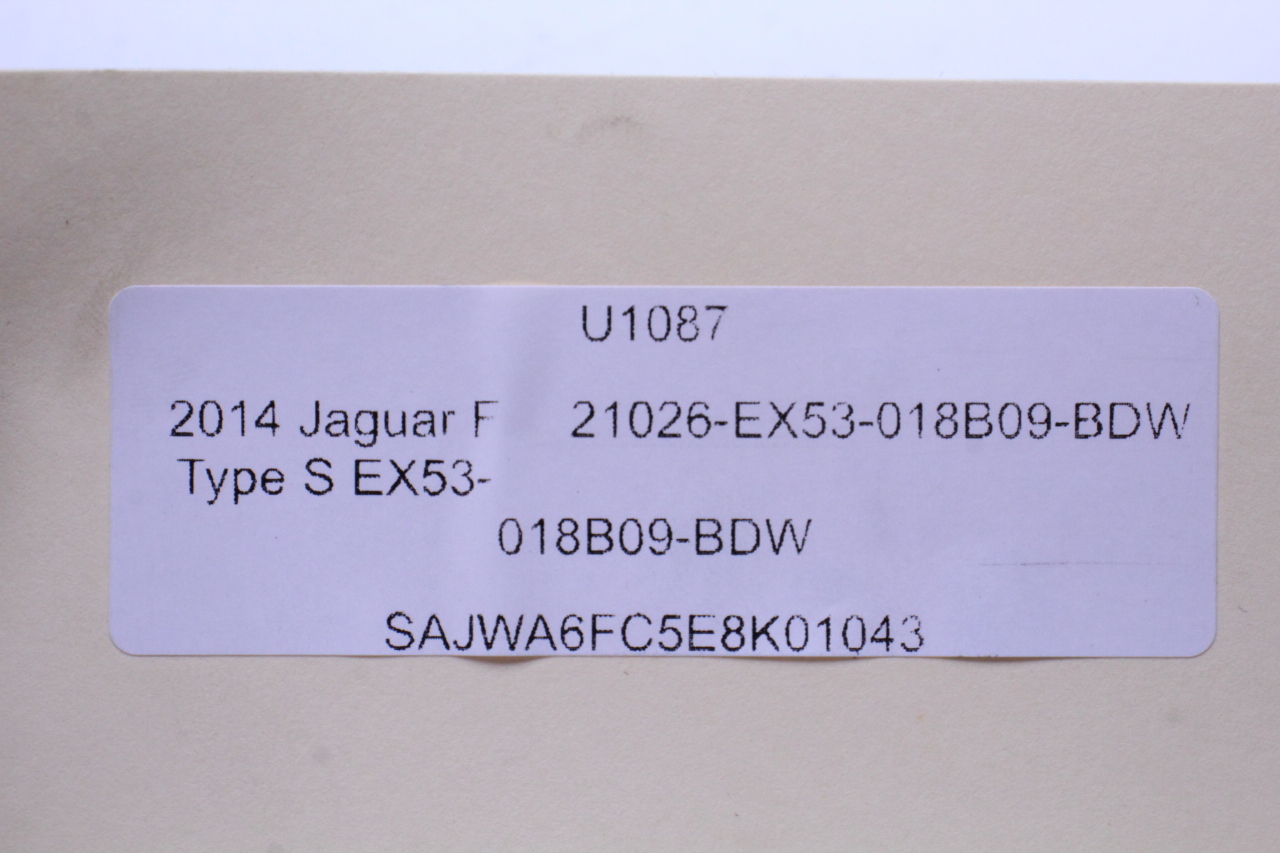 U1087
2014 Jaguar F 21026-EX53-018B09-BDW
Type S EX53-
018B09-BDW
SAJWA6FC5E8K01043